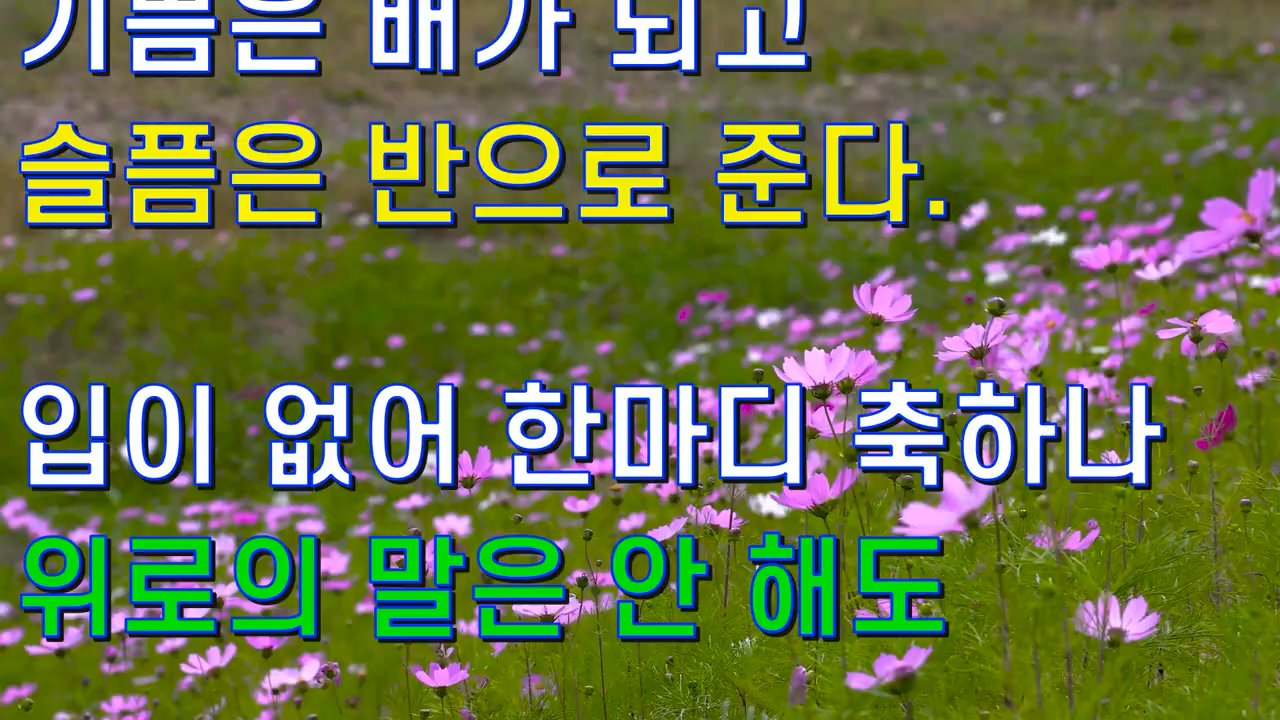 기쁨은 배가 되고
슬픔은 반으로 준다.
입이 없어 한마디 축하나
위로의 말은 안 해도